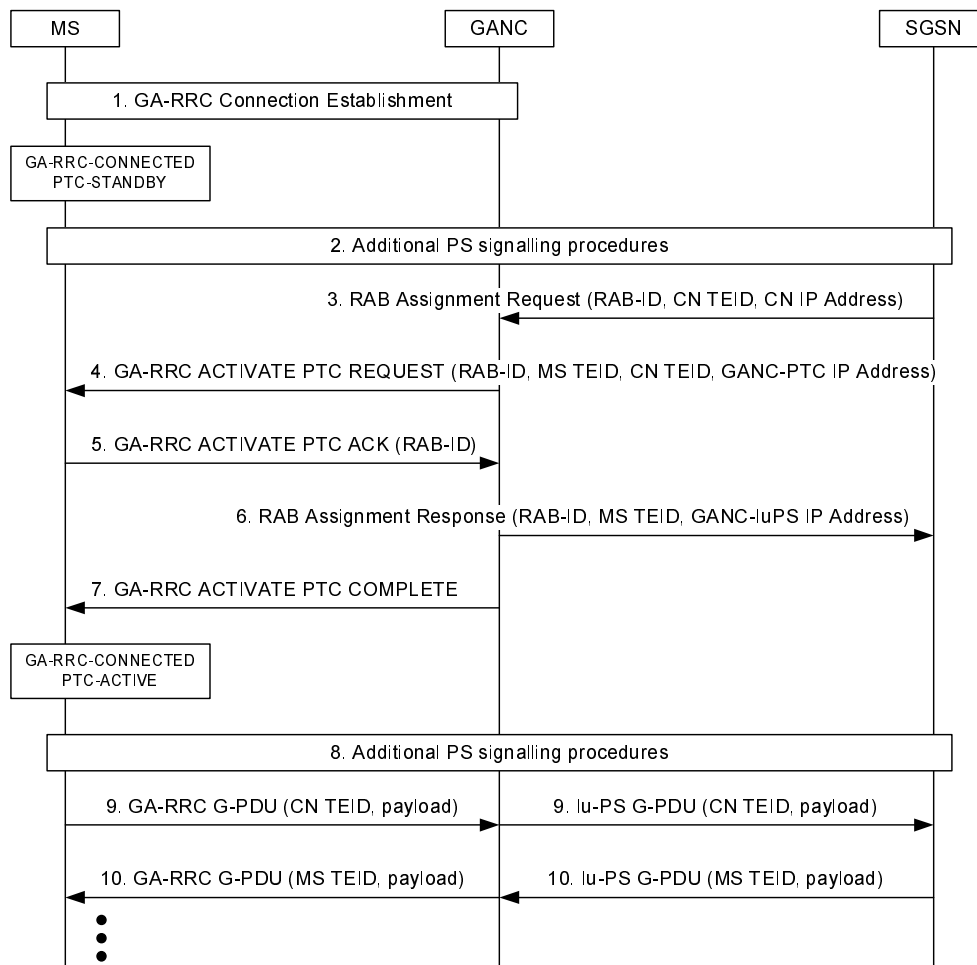 MS
GANC
SGSN
1. GA-RRC Connection Establishment
GA-RRC-CONNECTED
PTC-STANDBY
2. Additional PS signalling procedures
3. RAB Assignment Request (RAB-ID, CN TEID, CN IP Address)
4. GA-RRC ACTIVATE PTC REQUEST (RAB-ID, MS TEID, CN TEID, GANC-PTC IP Address)
5. GA-RRC ACTIVATE PTC ACK (RAB-ID)
6. RAB Assignment Response (RAB-ID, MS TEID, GANC-IuPS IP Address)
7. GA-RRC ACTIVATE PTC COMPLETE
GA-RRC-CONNECTED
PTC-ACTIVE
8. Additional PS signalling procedures
9. GA-RRC G-PDU (CN TEID, payload)
9. Iu-PS G-PDU (CN TEID, payload)
10. GA-RRC G-PDU (MS TEID, payload)
10. Iu-PS G-PDU (MS TEID, payload)